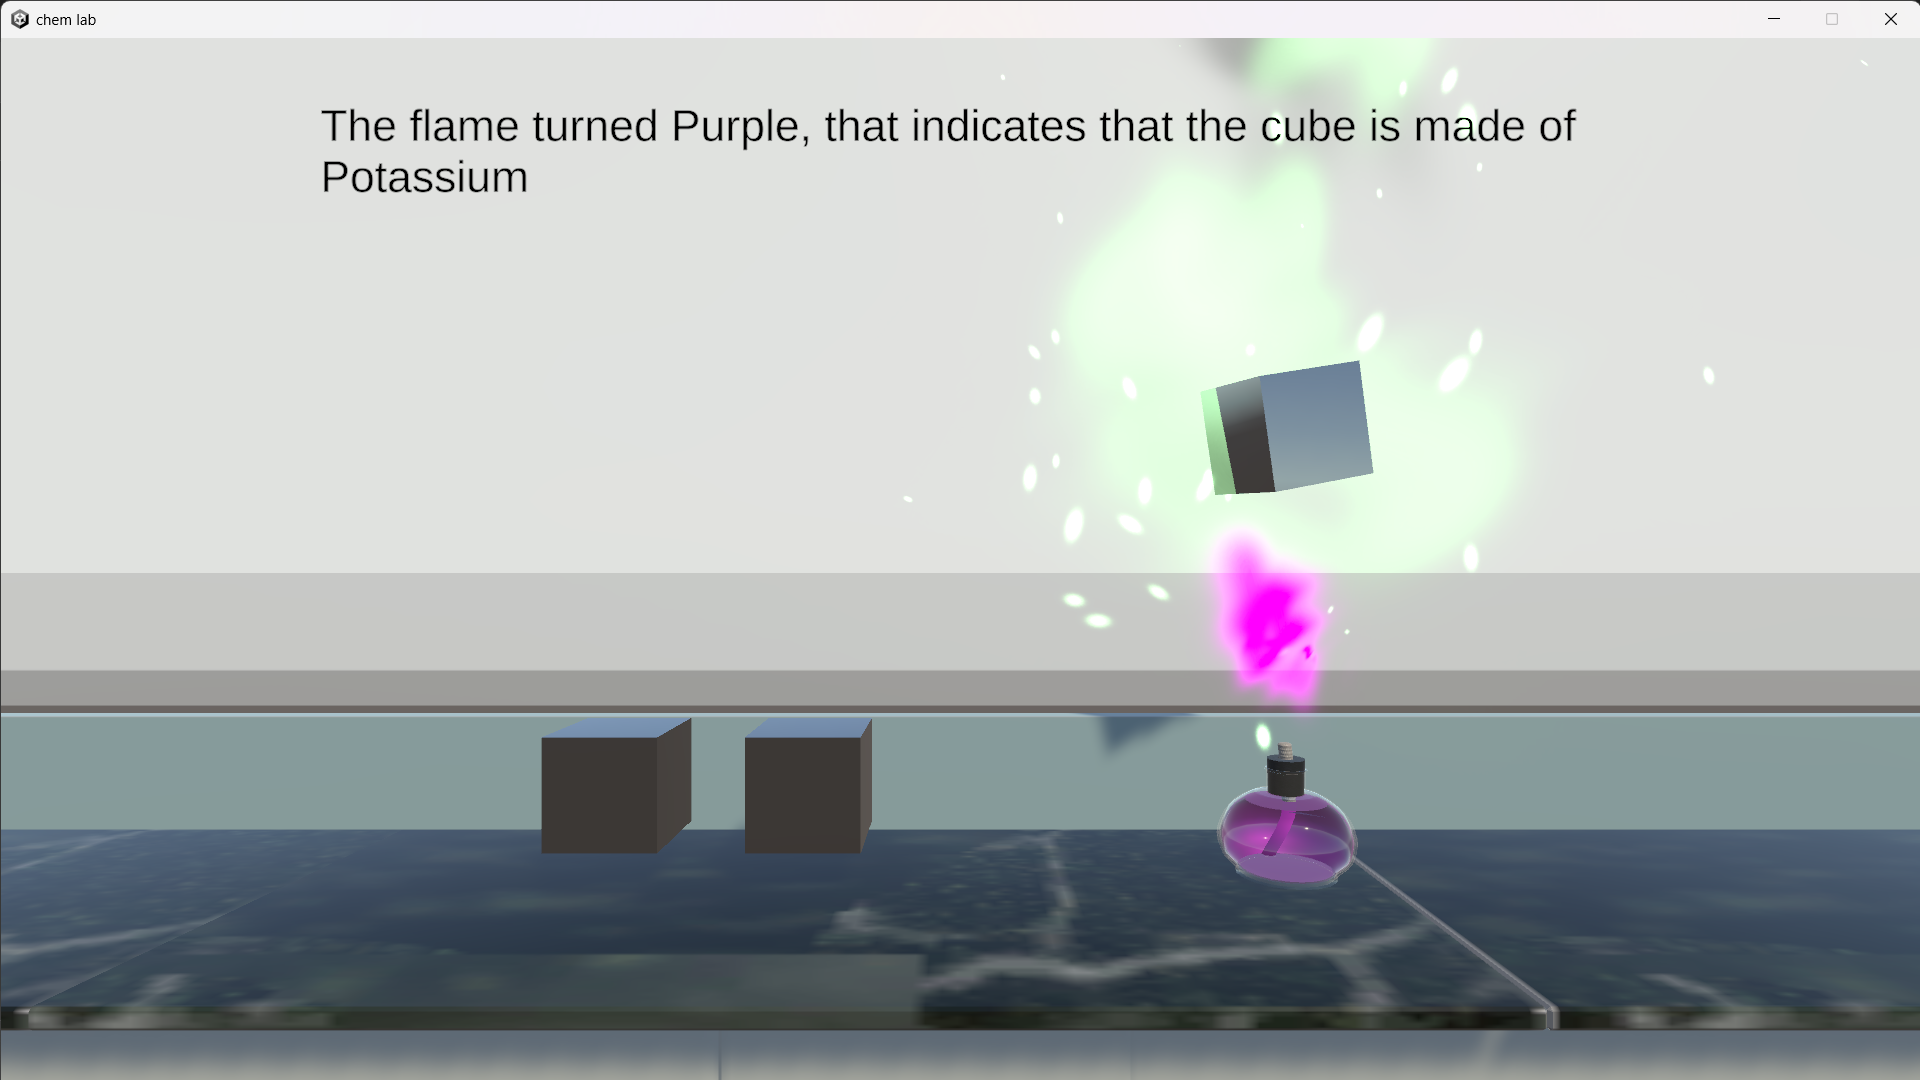 chem lab
The flame turned Purple, that indicates that the cube is made of
Potassium